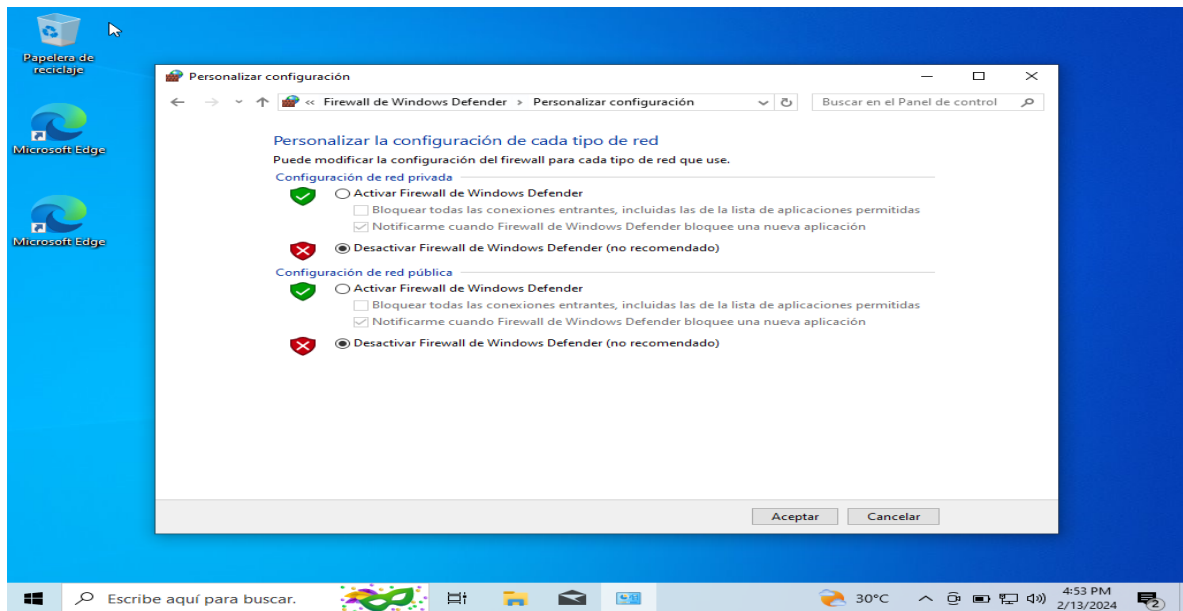 Papelera de
reciclaje
Microsoft Edge
Microsoft Edge
Personalizar configuración
« Firewall de Windows Defender > Personalizar configuración
Buscar en el Panel de control
Personalizar la configuración de cada tipo de red
Puede modificar la configuración del firewall para cada tipo de red que use.
Configuración de red privada
Activar Firewall de Windows Defender
Bloquear todas las conexiones entrantes, incluidas las de la lista de aplicaciones permitidas
Notificarme cuando Firewall de Windows Defender bloquee una nueva aplicación
Desactivar Firewall de Windows Defender (no recomendado)
Configuración de red pública
Activar Firewall de Windows Defender
Bloquear todas las conexiones entrantes, incluidas las de la lista de aplicaciones permitidas
Notificarme cuando Firewall de Windows Defender bloquee una nueva aplicación
Desactivar Firewall de Windows Defender (no recomendado)
Aceptar
Cancelar
Escribe aquí para buscar.
30°C
4:53 PM
2/13/2024
2